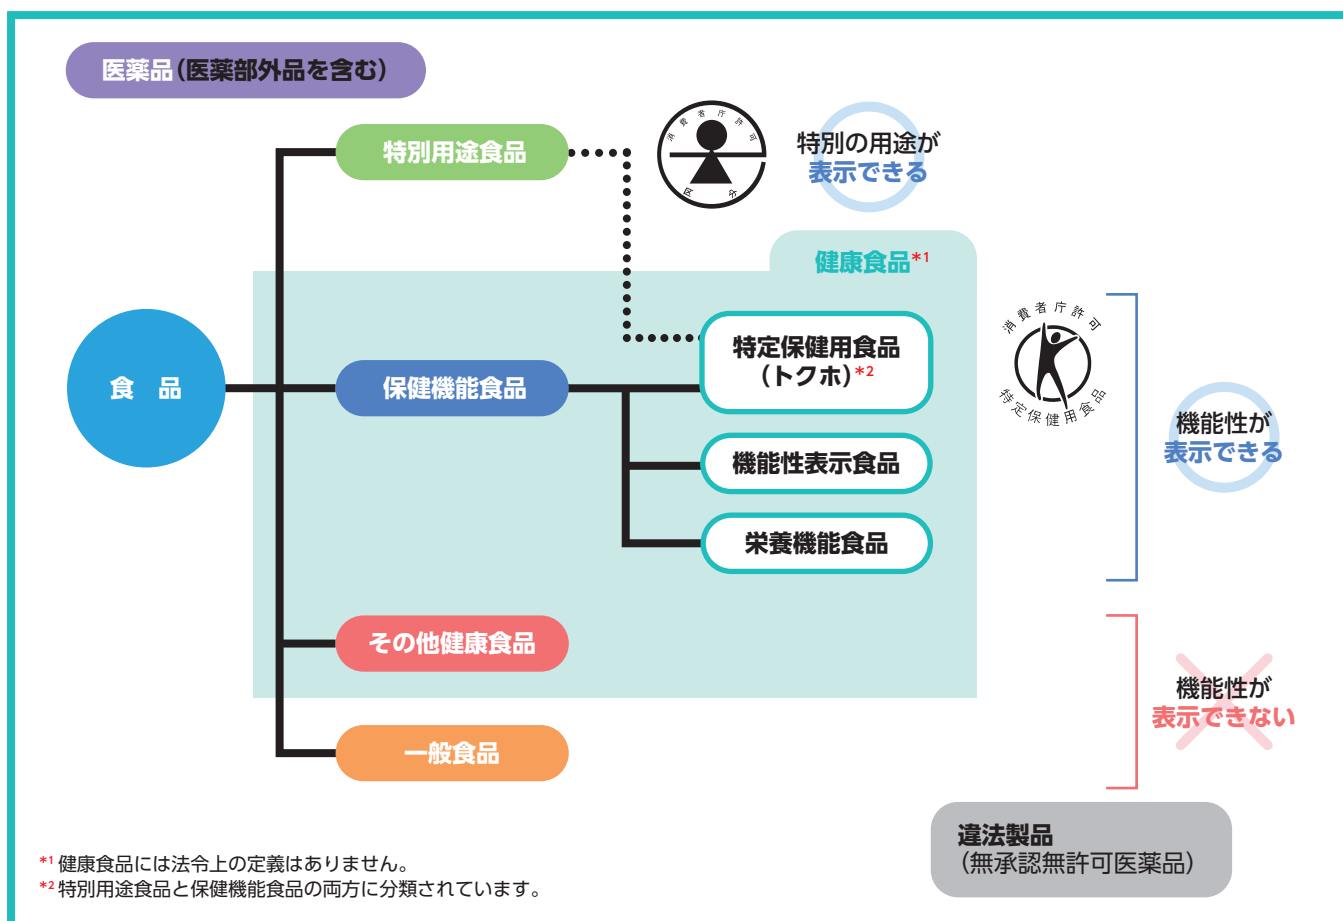 医薬品(医薬部外品を含む)
特別用途食品
消費者庁許可
区分
特別の用途が
表示できる
健康食品*1
食 品
保健機能食品
特定保健用食品
(トクホ)*2
機能性表示食品
栄養機能食品
消費者庁許可
特定保健用食品
機能性が
表示できる
その他健康食品
一般食品
機能性が
表示できない
違法製品
(無承認無許可医薬品)
*1 健康食品には法令上の定義はありません。
*2 特別用途食品と保健機能食品の両方に分類されています。